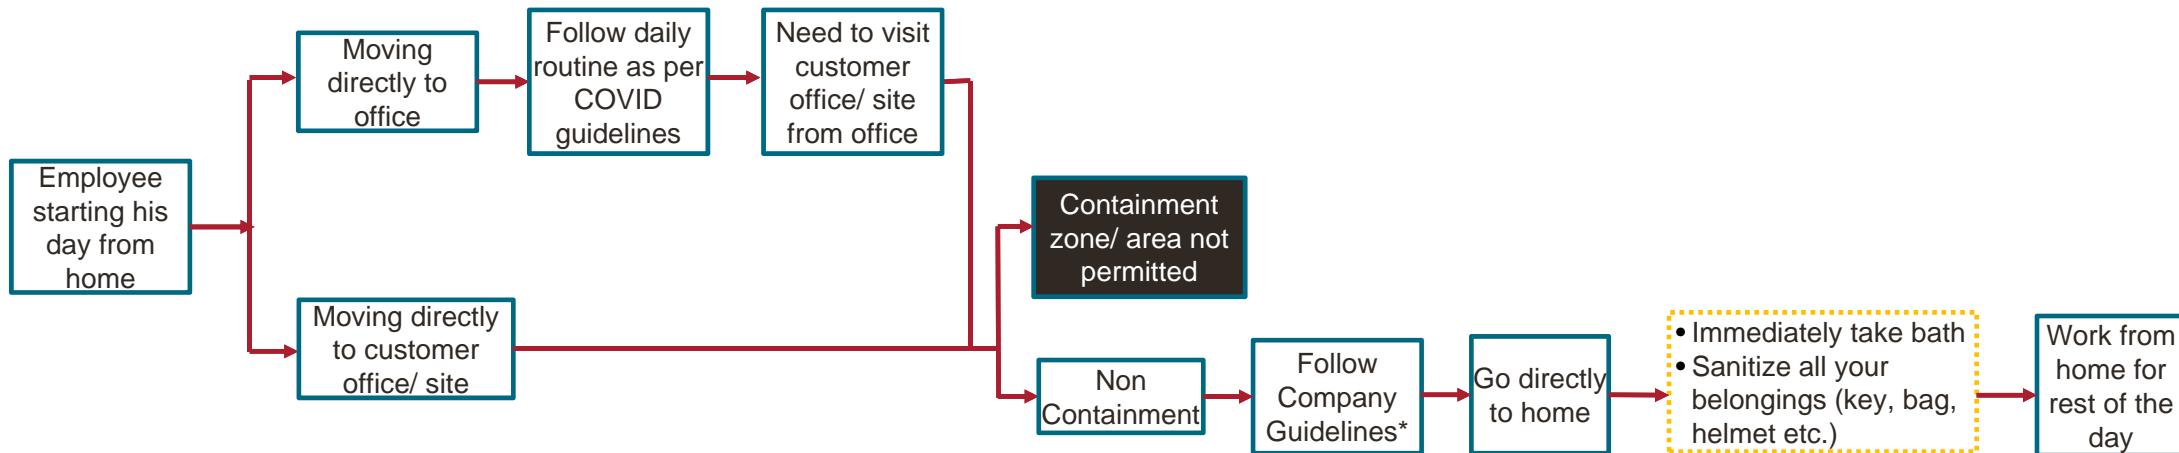 Employee
starting his
day from
home
Moving
directly to
office
Follow daily
routine as per
COVID
guidelines
Need to visit
customer
office/ site
from office
Moving directly
to customer
office/ site
Containment
zone/ area not
permitted
Non
Containment
Follow
Company
Guidelines*
Go directly
to home
• Immediately take bath
• Sanitize all your
belongings (key, bag,
helmet etc.)
Work from
home for
rest of the
day